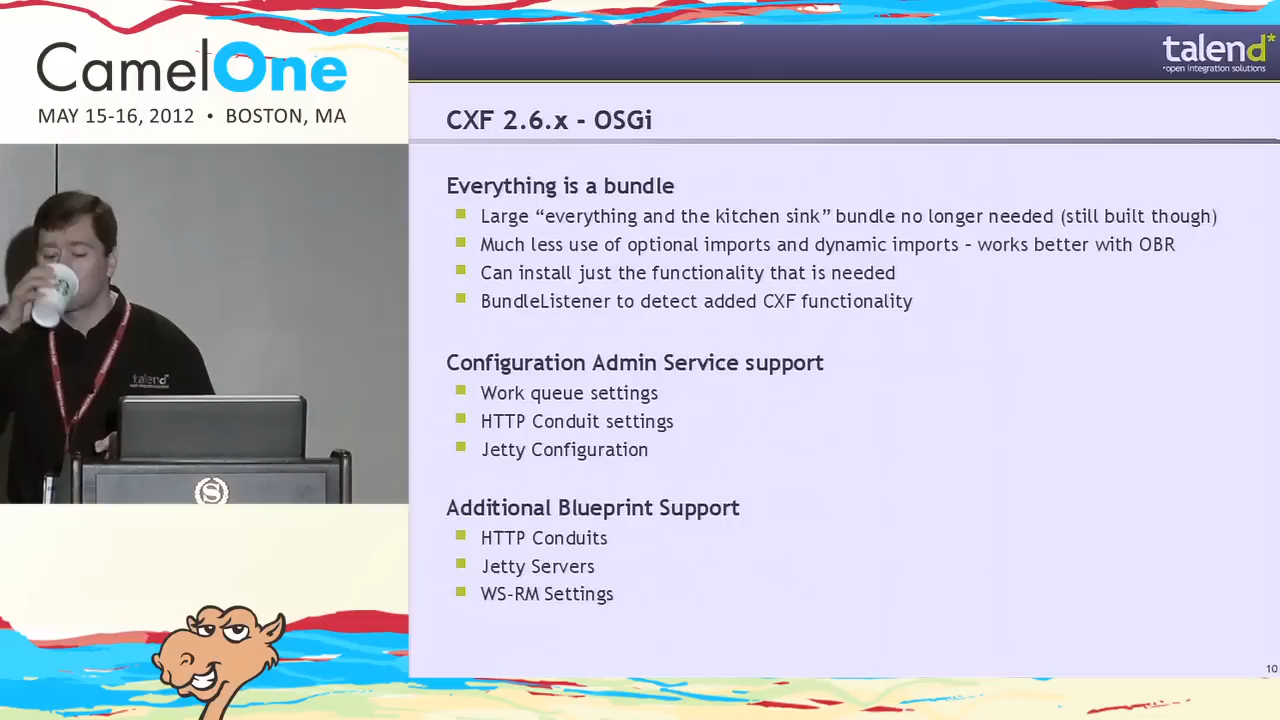 CamelOne
MAY 15-16, 2012 • BOSTON, MA
talend*
*open integration solutions
CXF 2.6.x - OSGi
Everything is a bundle
Large “everything and the kitchen sink” bundle no longer needed (still built though)
Much less use of optional imports and dynamic imports – works better with OBR
Can install just the functionality that is needed
BundleListener to detect added CXF functionality
Configuration Admin Service support
Work queue settings
HTTP Conduit settings
Jetty Configuration
Additional Blueprint Support
HTTP Conduits
Jetty Servers
WS-RM Settings
10
talend
S